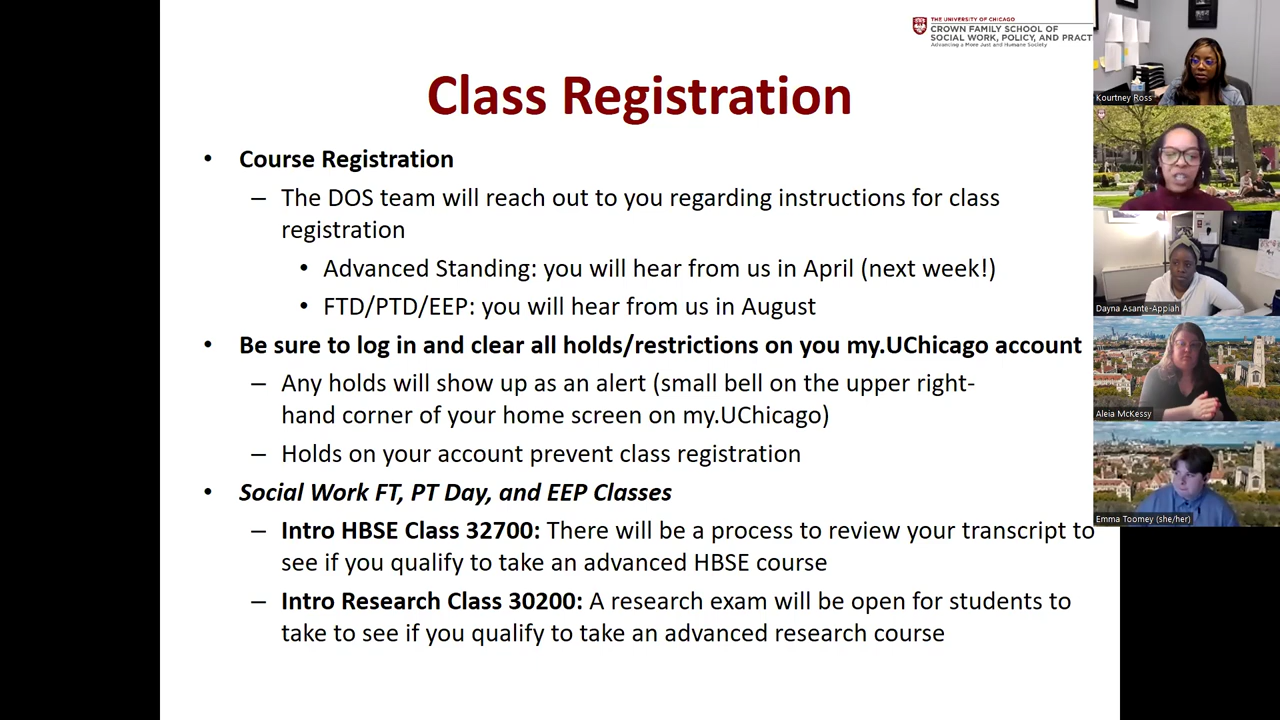 THE UNIVERSITY OF CHICAGO
CROWN FAMILY SCHOOL OF
SOCIAL WORK, POLICY, AND PRACT
Advancing a More Just and Humane Society
Class Registration
• Course Registration
– The DOS team will reach out to you regarding instructions for class
registration
• Advanced Standing: you will hear from us in April (next week!)
• FTD/PTD/EEP: you will hear from us in August
• Be sure to log in and clear all holds/restrictions on you my.UChicago account
– Any holds will show up as an alert (small bell on the upper right-
hand corner of your home screen on my.UChicago)
– Holds on your account prevent class registration
• Social Work FT, PT Day, and EEP Classes
– Intro HBSE Class 32700: There will be a process to review your transcript to
see if you qualify to take an advanced HBSE course
– Intro Research Class 30200: A research exam will be open for students to
take to see if you qualify to take an advanced research course
Kourtney Ross
Dayna Asante-Appiah
Aleia McKessy
Emma Toomey (she/her)